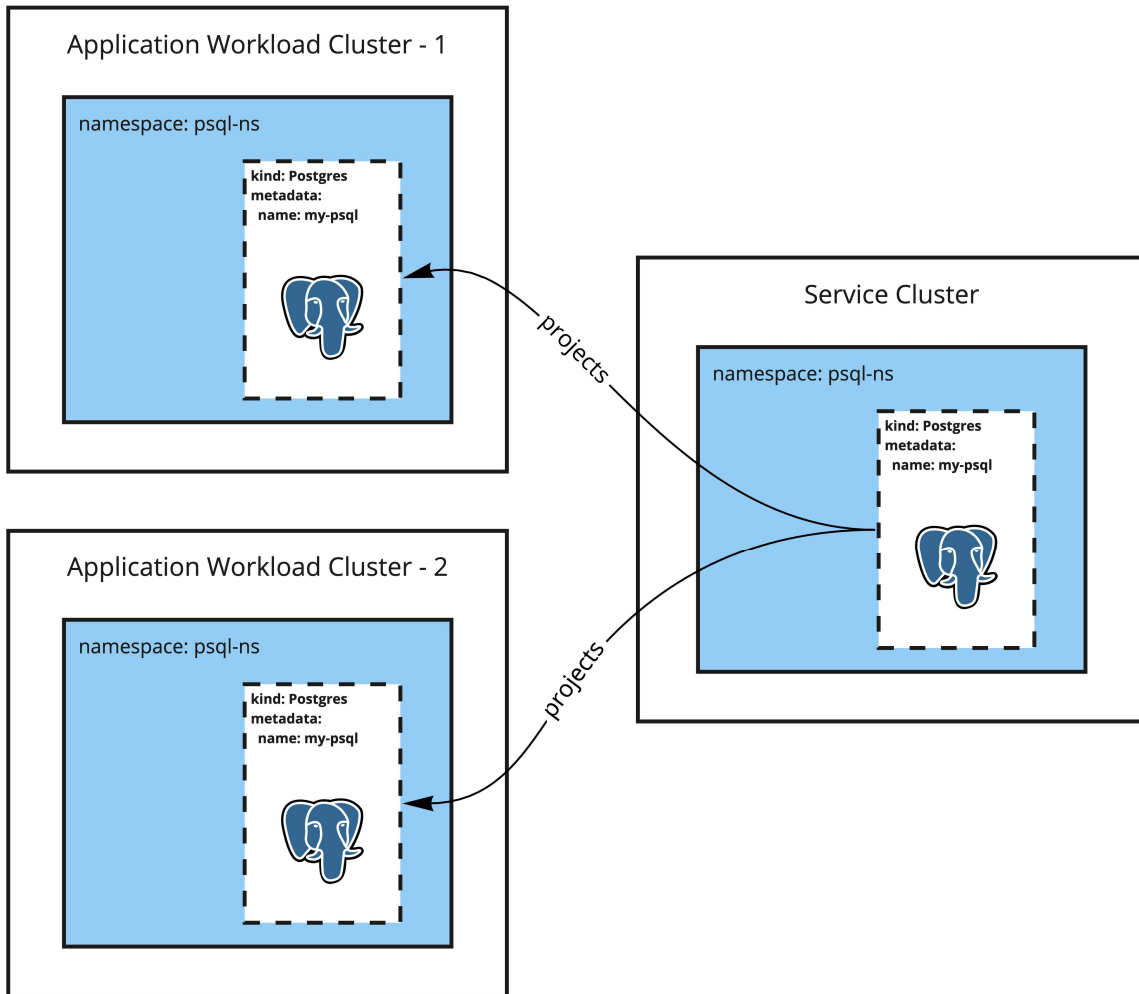 Application Workload Cluster - 1
namespace: psql-ns
kind: Postgres
metadata:
name: my-psql
projects
Service Cluster
namespace: psql-ns
kind: Postgres
metadata:
name: my-psql
Application Workload Cluster - 2
namespace: psql-ns
kind: Postgres
metadata:
name: my-psql
projects